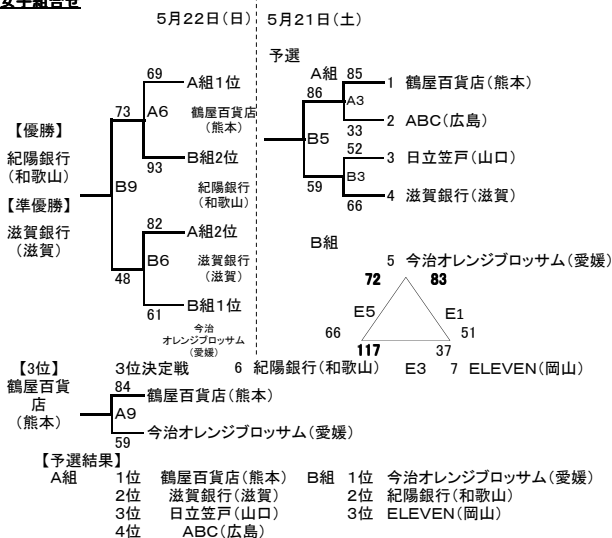 女子組合せ
5月22日(日) 5月21日(土)
予選
A組
69
A組1位
鶴屋百貨店
(熊本)
73 A6
B組2位
93
紀陽銀行
(和歌山)
【優勝】
紀陽銀行
(和歌山)
B9
【準優勝】
滋賀銀行
(滋賀)
82
A組2位
滋賀銀行
(滋賀)
B6
48
B組1位
61
今治
オレンジブロッサム
(愛媛)
85 1 鶴屋百貨店(熊本)
86 A3
33 2 ABC(広島)
B5
52 3 日立笠戸(山口)
59 B3
66 4 滋賀銀行(滋賀)
B組
5 今治オレンジブロッサム(愛媛)
72 83
E5 E1
66 51
117 37
6 紀陽銀行(和歌山) E3 7 ELEVEN(岡山)
【3位】
鶴屋百貨
店
(熊本)
3位決定戦
84 鶴屋百貨店(熊本)
A9
59 今治オレンジブロッサム(愛媛)
【予選結果】
A組 1位 鶴屋百貨店(熊本) B組 1位 今治オレンジブロッサム(愛媛)
2位 滋賀銀行(滋賀) 2位 紀陽銀行(和歌山)
3位 日立笠戸(山口) 3位 ELEVEN(岡山)
4位 ABC(広島)